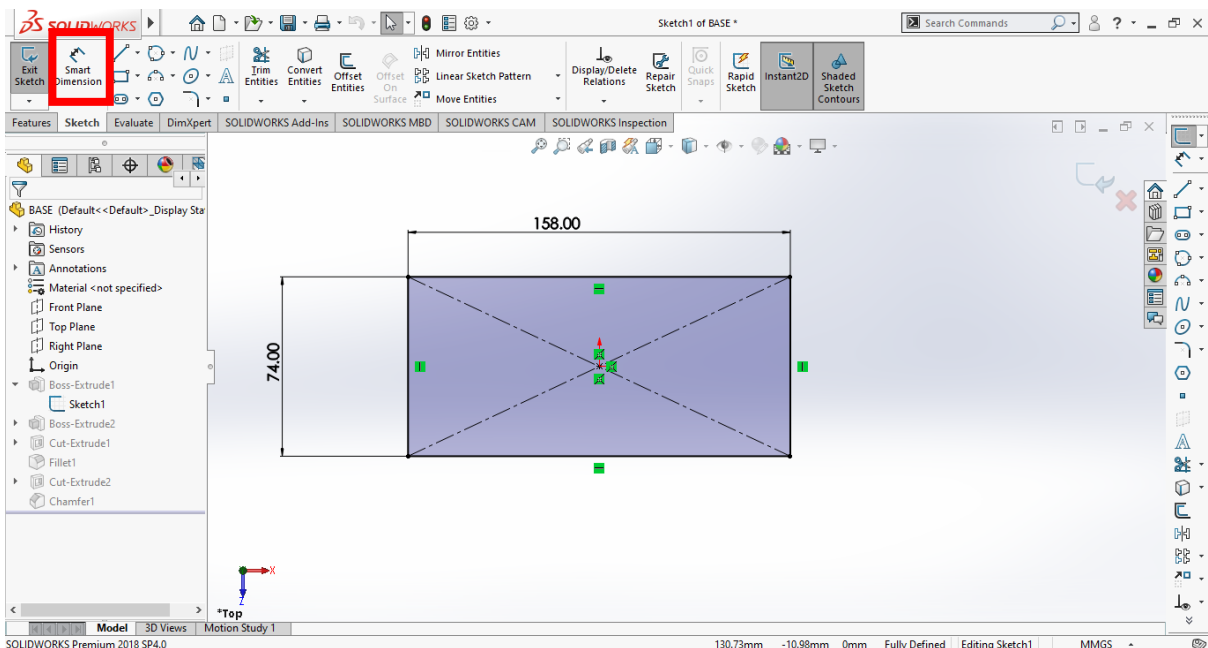 SOLIDWORKS
Sketch1 of BASE *
Search Commands
?
Exit Sketch
Smart Dimension
Trim Entities
Convert Entities
Offset Entities
Offset On Surface
Mirror Entities
Linear Sketch Pattern
Move Entities
Display/Delete Relations
Repair Sketch
Quick Snaps
Rapid Sketch
Instant2D
Shaded Sketch Contours
Features Sketch Evaluate DimXpert SOLIDWORKS Add-Ins SOLIDWORKS MBD SOLIDWORKS CAM SOLIDWORKS Inspection
BASE (Default<<Default>_Display Sta
History
Sensors
Annotations
Material <not specified>
Front Plane
Top Plane
Right Plane
Origin
Boss-Extrude1
Sketch1
Boss-Extrude2
Cut-Extrude1
Fillet1
Cut-Extrude2
Chamfer1
158.00
74.00
X
Z
*Top
Model 3D Views Motion Study 1
SOLIDWORKS Premium 2018 SP4.0
130.73mm -10.98mm 0mm Fully Defined Editing Sketch1 MMGS